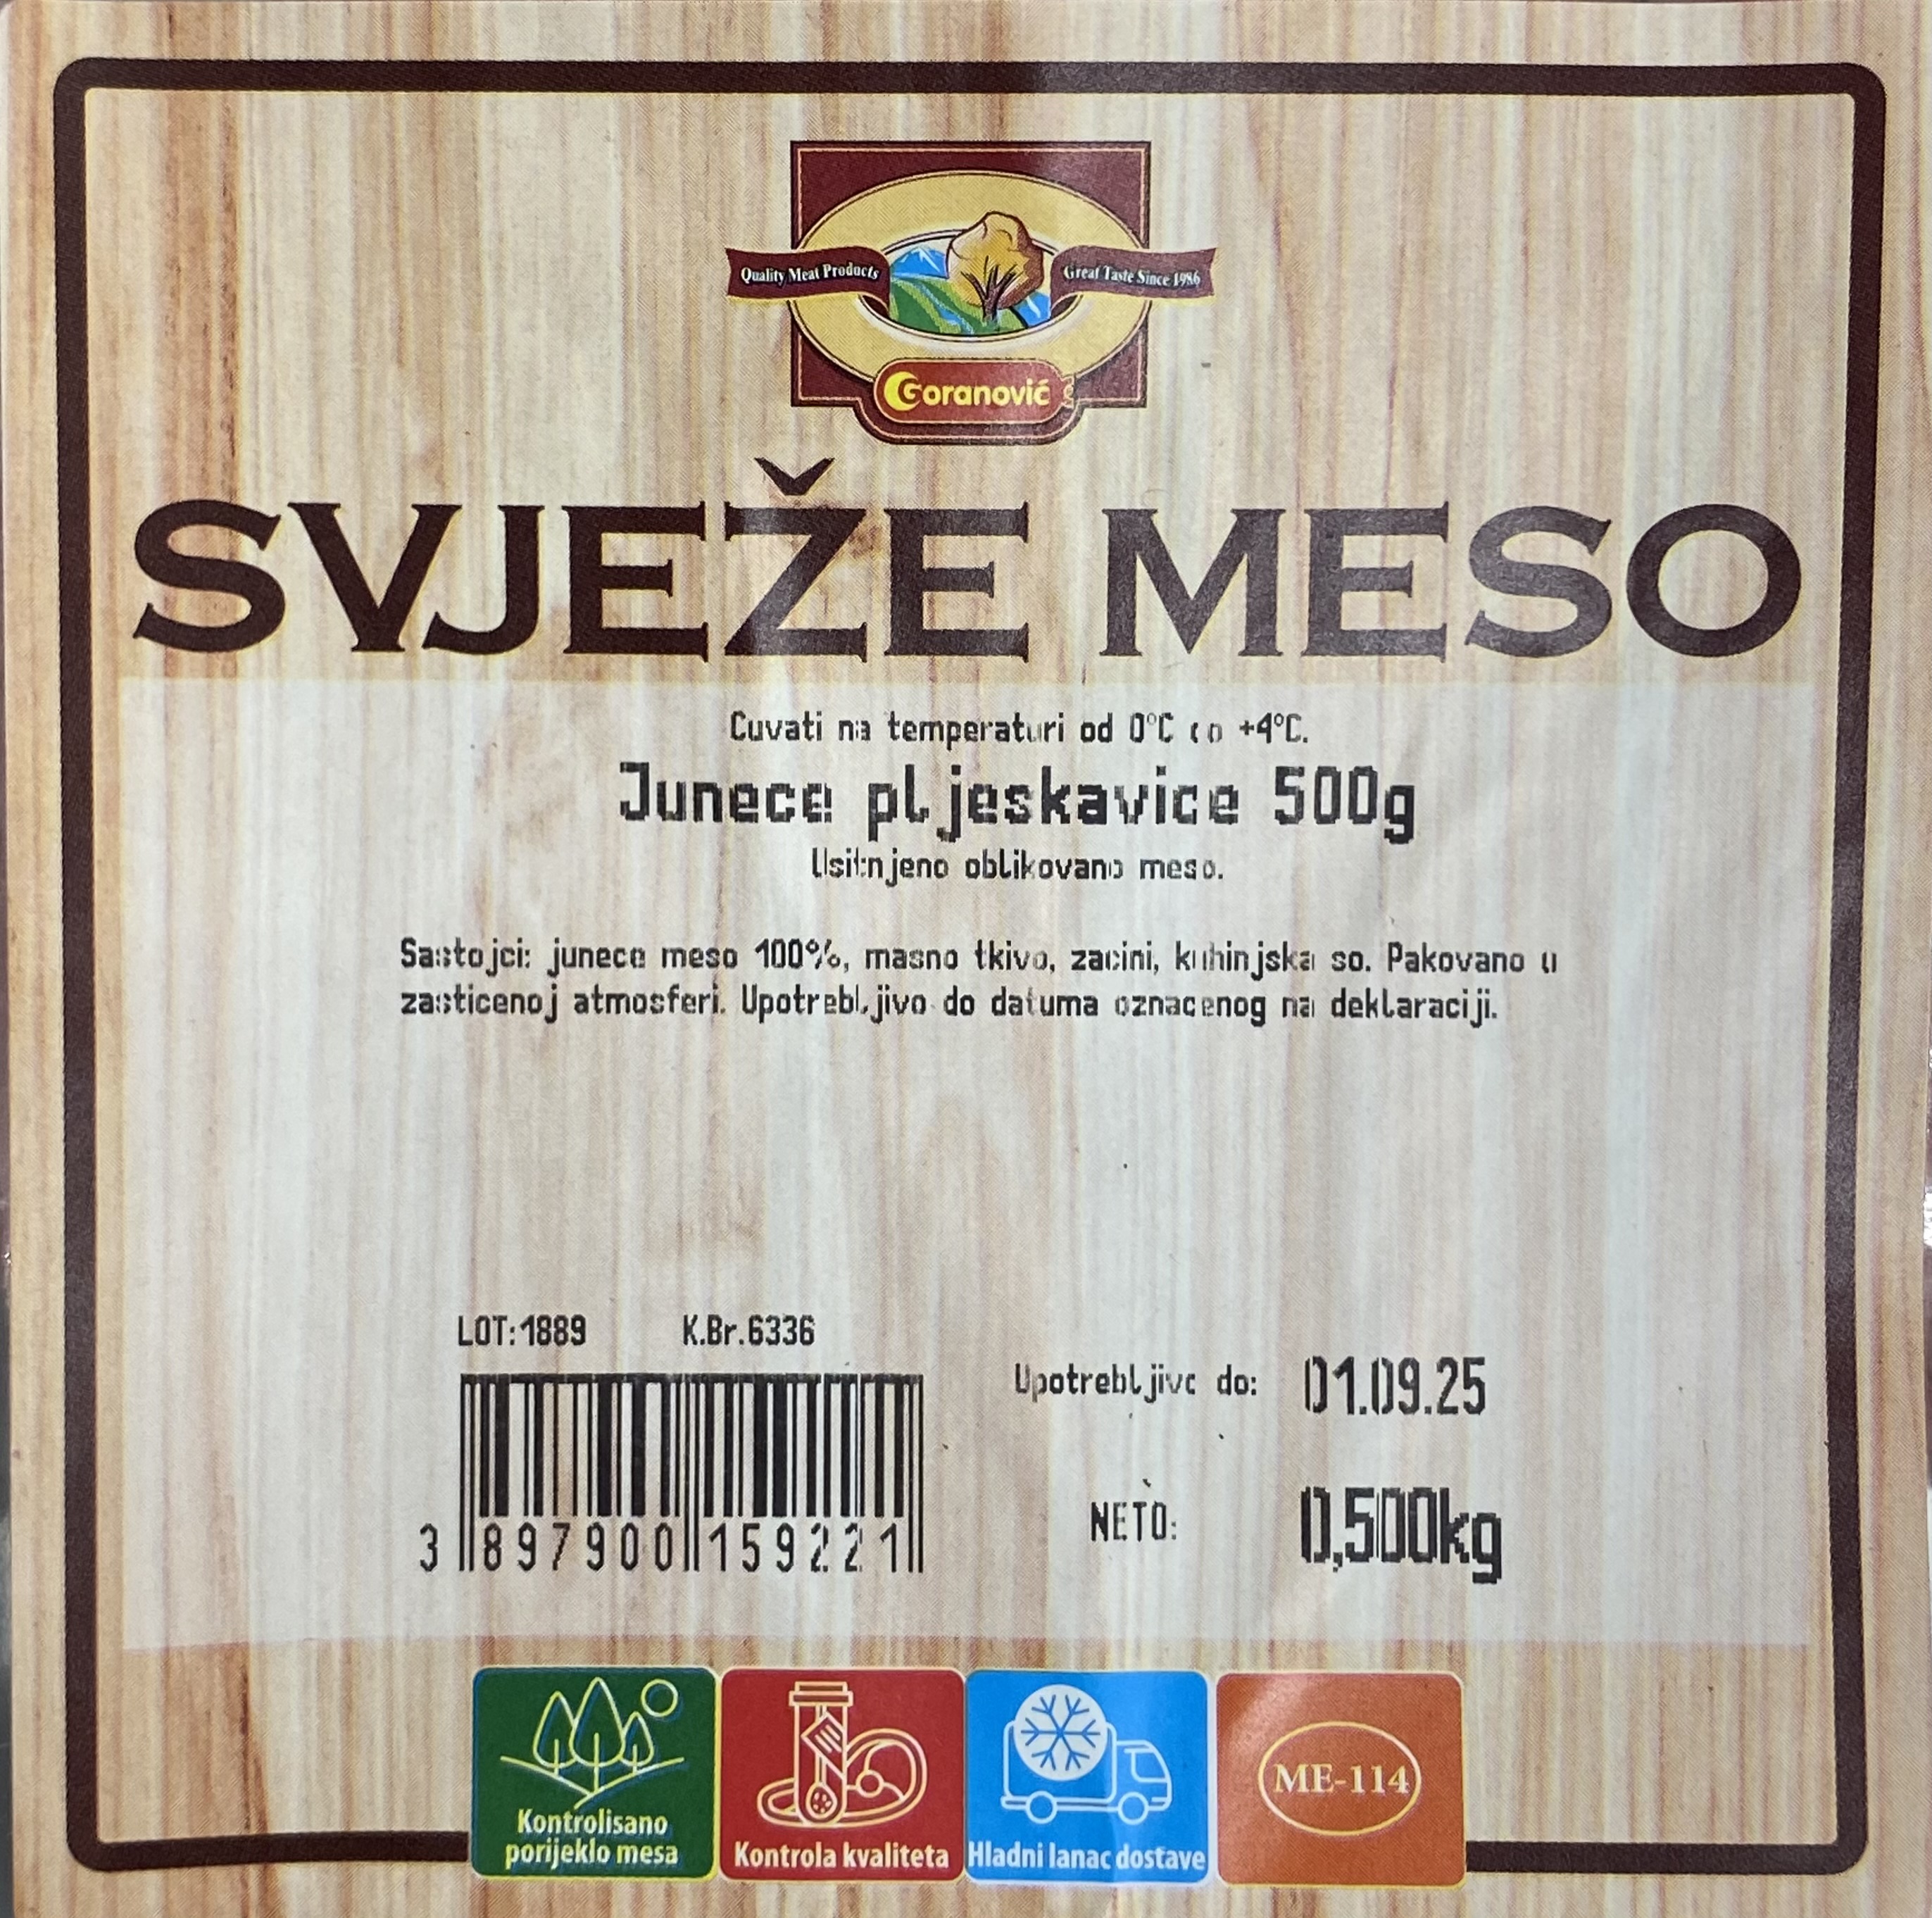 Quality Meat Products
Great Taste Since 1986
Goranović
SVJEŽE MESO
Cuvati na temperaturi od 0°C do +4°C.
Junece pljeskavice 500g
Usitnjeno oblikovano meso.
Sastojci: junece meso 100%, masno tkivo, zacini, kuhinjska so. Pakovano u
zasticenoj atmosferi. Upotrebljivo do datuma oznacenog na deklaraciji.
LOT:1889 K.Br.6336
Upotrebljivo do: 01.09.25
NETO: 0,500kg
3 897900 159221
Kontrolisano
porijeklo mesa
Kontrola kvaliteta
Hladni lanac dostave
ME-114